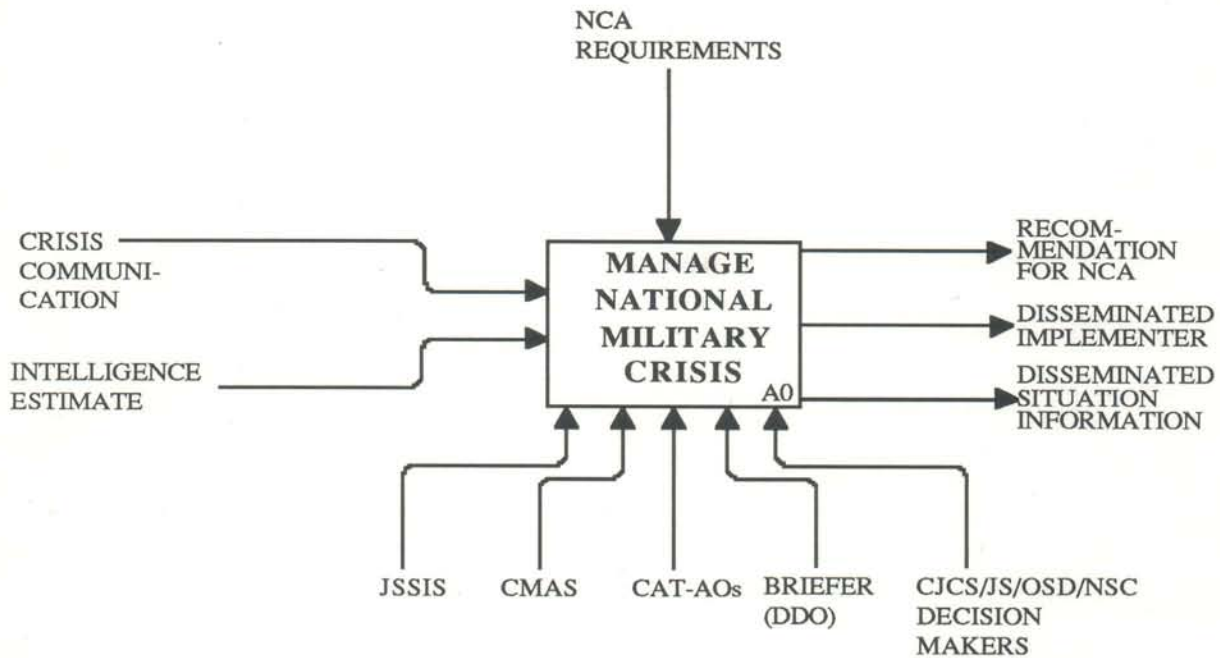 NCA
REQUIREMENTS
CRISIS
COMMUNI-
CATION
INTELLIGENCE
ESTIMATE
MANAGE
NATIONAL
MILITARY
CRISIS
A0
RECOM-
MENDATION
FOR NCA
DISSEMINATED
IMPLEMENTER
DISSEMINATED
SITUATION
INFORMATION
JSSIS
CMAS
CAT-AOs
BRIEFER
(DDO)
CJCS/JS/OSD/NSC
DECISION
MAKERS